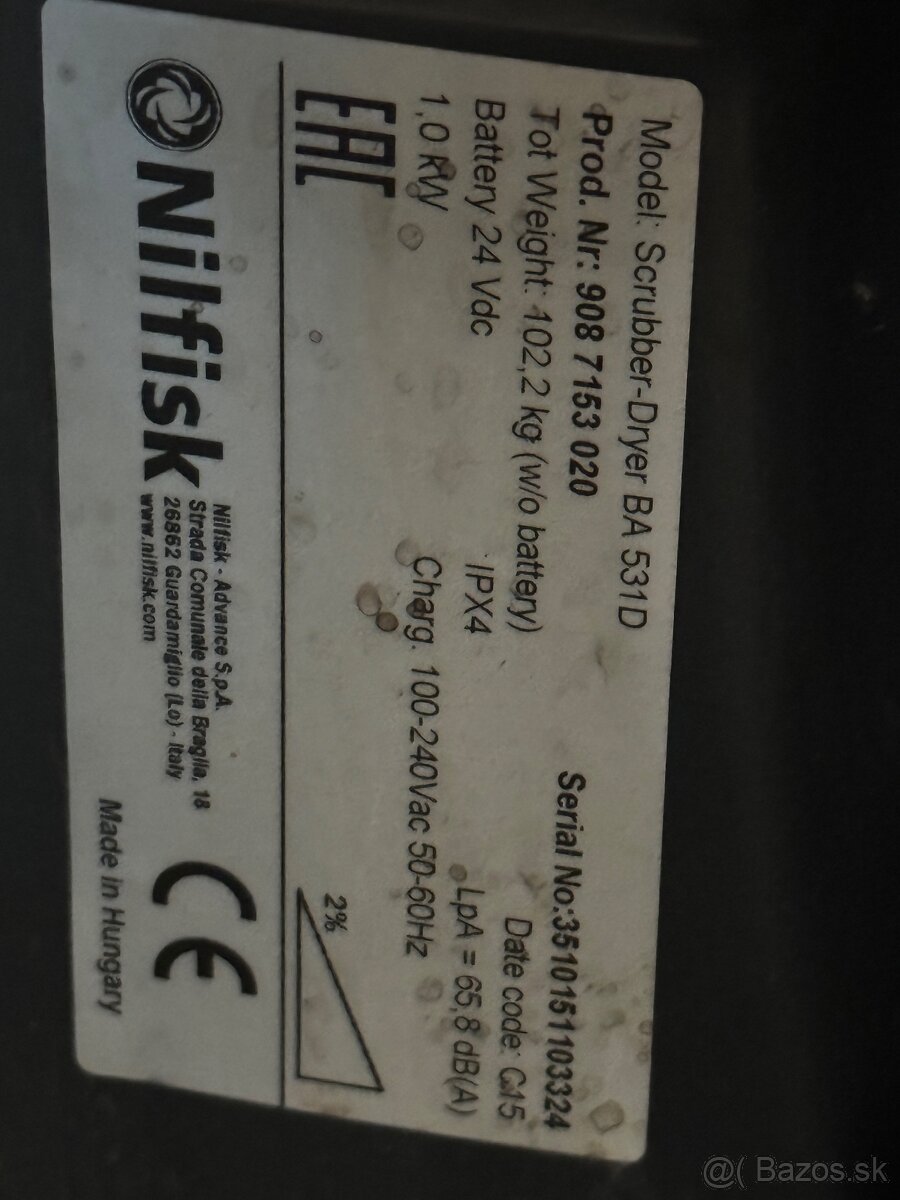 Model: Scrubber-Dryer BA 531D
Prod. Nr: 908 7153 020
Serial No:3510151103324
Tot Weight: 102,2 kg (w/o battery)
Date code: C15
Battery 24 Vdc
IPX4
LpA = 65,8 dB(A)
1,0 kW
Charg. 100-240Vac 50-60Hz
EAC
2%
Nilfisk
Nilfisk - Advance S.p.A.
Strada Comunale della Braglia, 18
26862 Guardamiglio (Lo) - Italy
www.nilfisk.com
CE
Made in Hungary
@( Bazos.sk